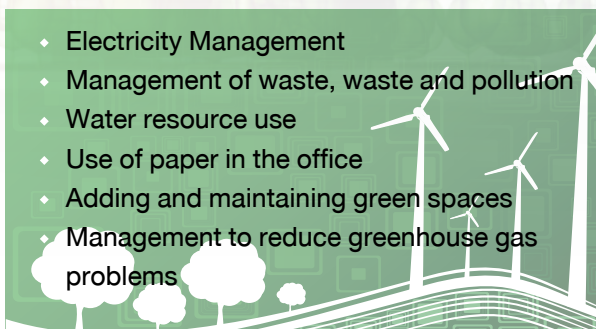 Electricity Management
Management of waste, waste and pollution
Water resource use
Use of paper in the office
Adding and maintaining green spaces
Management to reduce greenhouse gas
problems